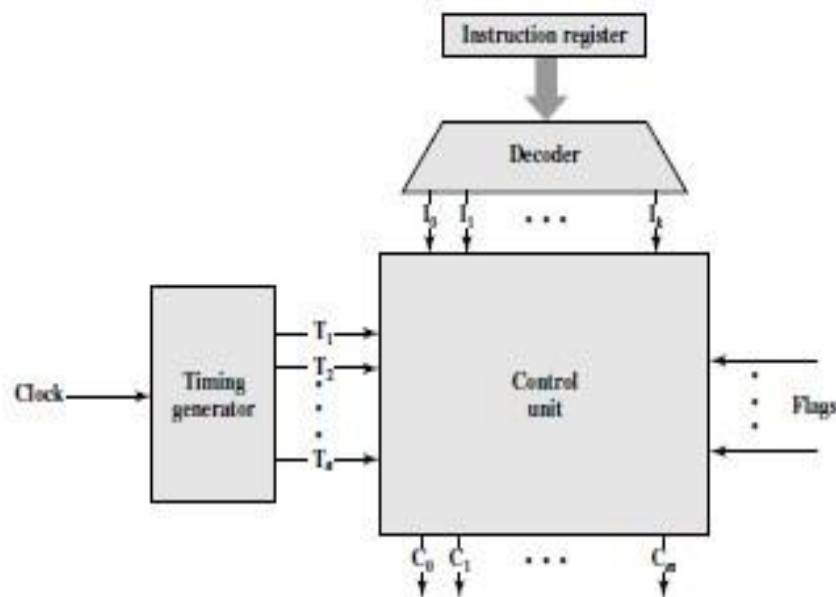 Instruction register
Decoder
I₀ I₁ • • • Iₖ
Clock
Timing
generator
T₁
T₂
Tₙ
Control
unit
Flags
C₀ C₁ • • • Cₘ